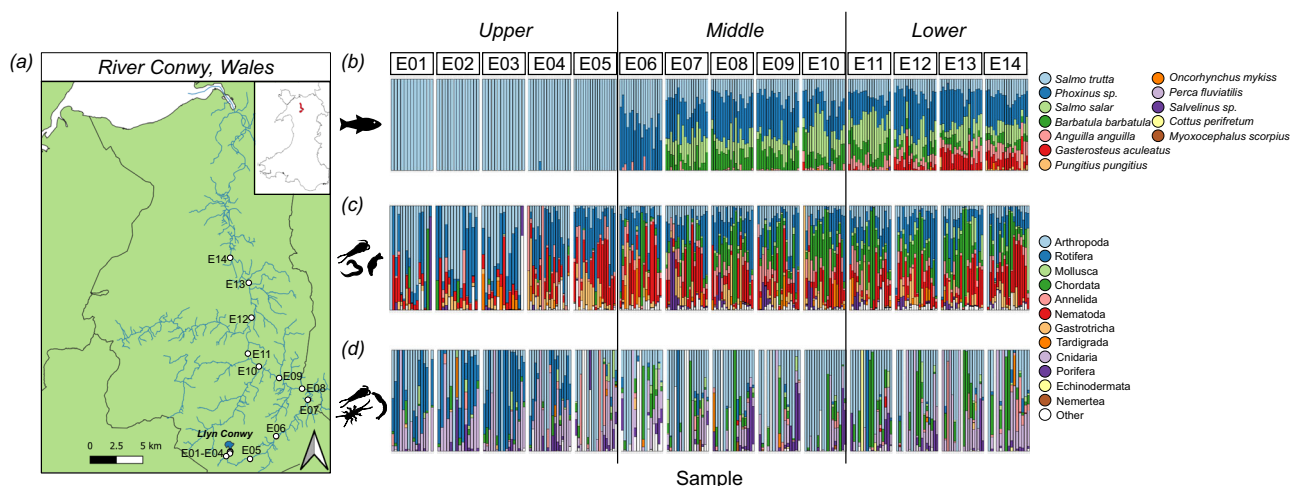 (a)
River Conwy, Wales
E14
E13
E12
E11
E10
E09
E08
E07
E06
Llyn Conwy
E01-E04
E05
0 2.5 5 km
Upper Middle Lower
(b)
E01 E02 E03 E04 E05 E06 E07 E08 E09 E10 E11 E12 E13 E14
Salmo trutta
Phoxinus sp.
Salmo salar
Barbatula barbatula
Anguilla anguilla
Gasterosteus aculeatus
Pungitius pungitius
Oncorhynchus mykiss
Perca fluviatilis
Salvelinus sp.
Cottus perifretum
Myoxocephalus scorpius
(c)
Arthropoda
Rotifera
Mollusca
Chordata
Annelida
Nematoda
Gastrotricha
Tardigrada
Cnidaria
Porifera
Echinodermata
Nemertea
Other
(d)
Sample